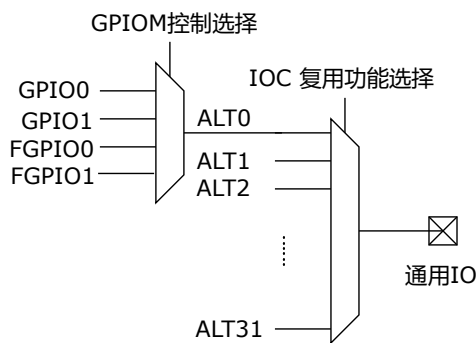 GPIOM控制选择
IOC 复用功能选择
GPIO0
GPIO1
FGPIO0
FGPIO1
ALT0
ALT1
ALT2
ALT31
通用IO